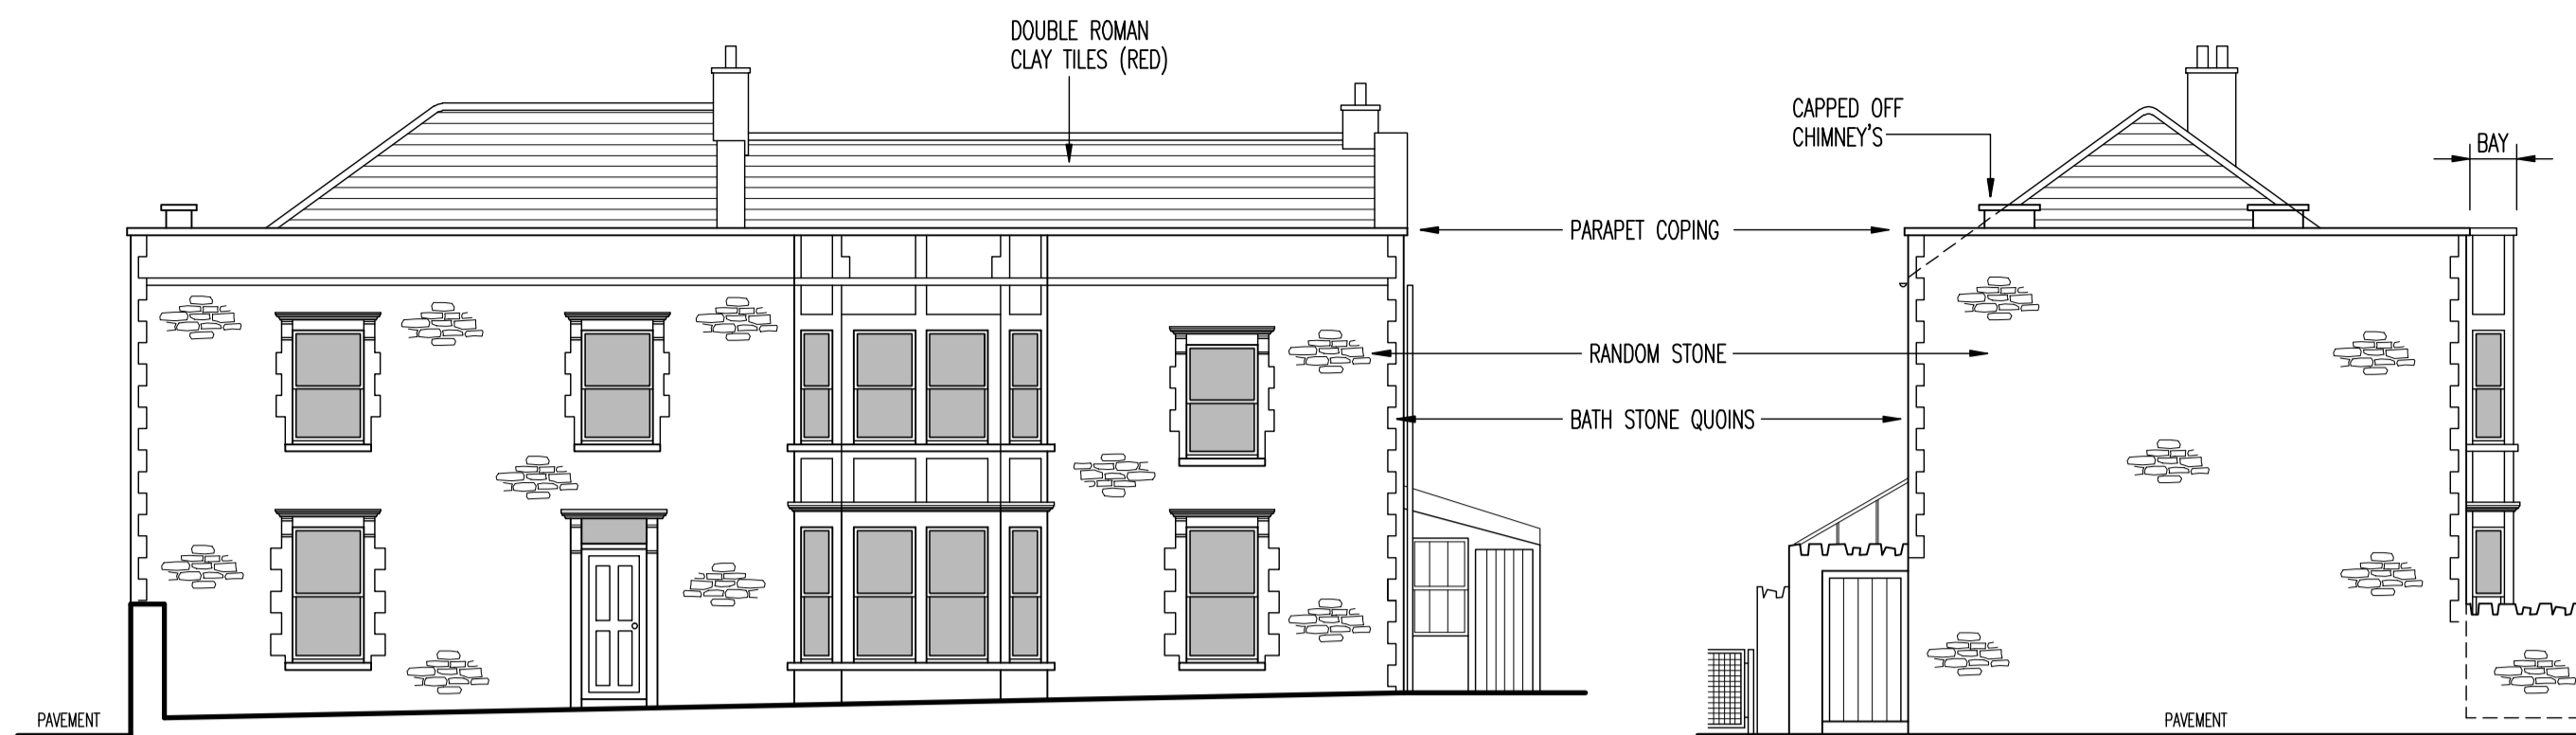 DOUBLE ROMAN
CLAY TILES (RED)
CAPPED OFF
CHIMNEY'S
BAY
PARAPET COPING
RANDOM STONE
BATH STONE QUOINS
PAVEMENT
PAVEMENT